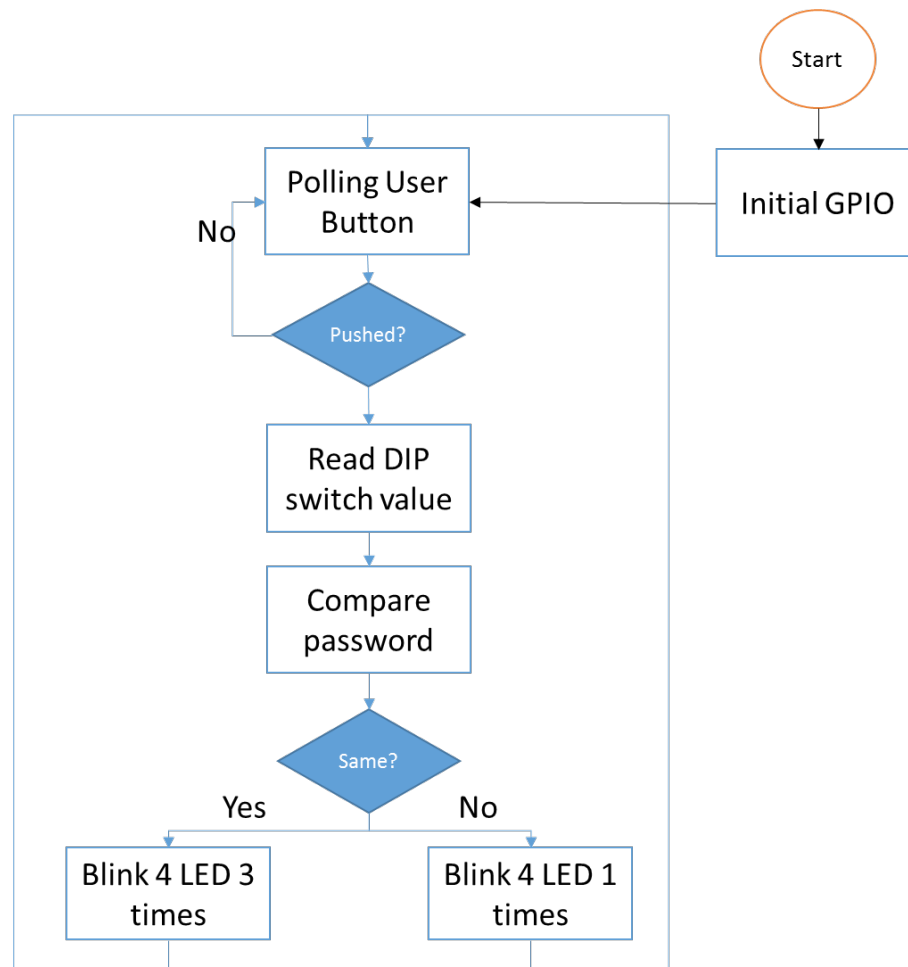 Start
Initial GPIO
Polling User
Button
No
Pushed?
Read DIP
switch value
Compare
password
Same?
Yes
No
Blink 4 LED 3
times
Blink 4 LED 1
times